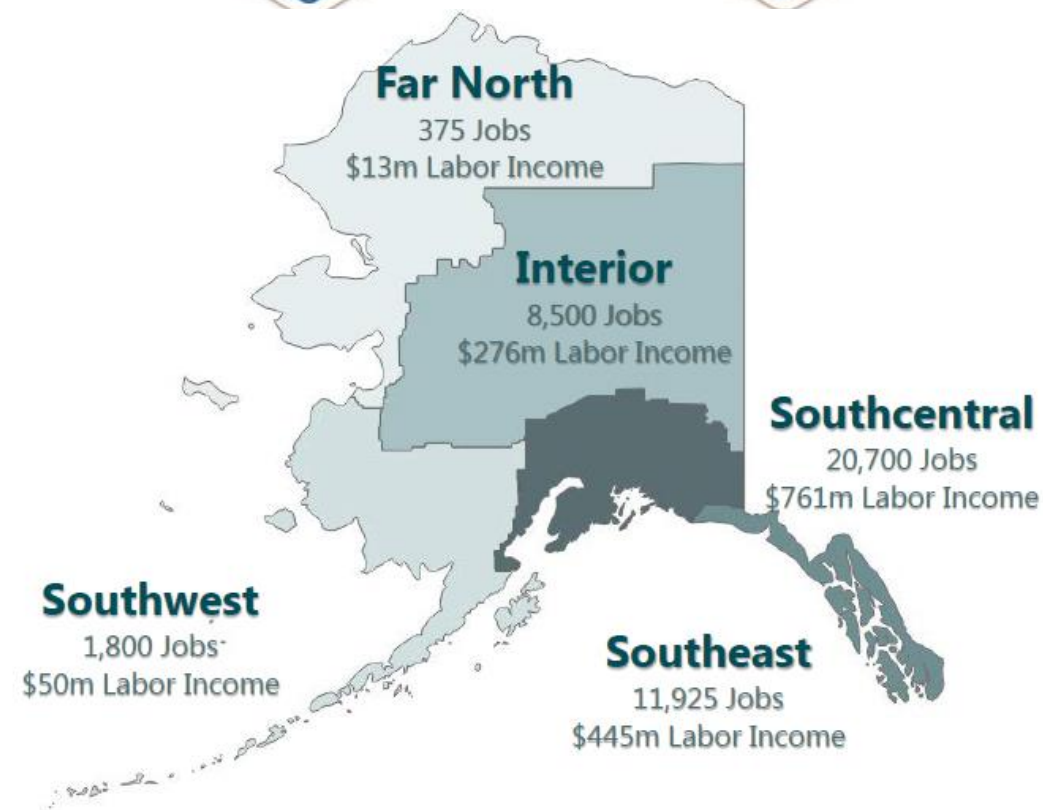 Far North
375 Jobs
$13m Labor Income
Interior
8,500 Jobs
$276m Labor Income
Southcentral
20,700 Jobs
$761m Labor Income
Southwest
1,800 Jobs
$50m Labor Income
Southeast
11,925 Jobs
$445m Labor Income